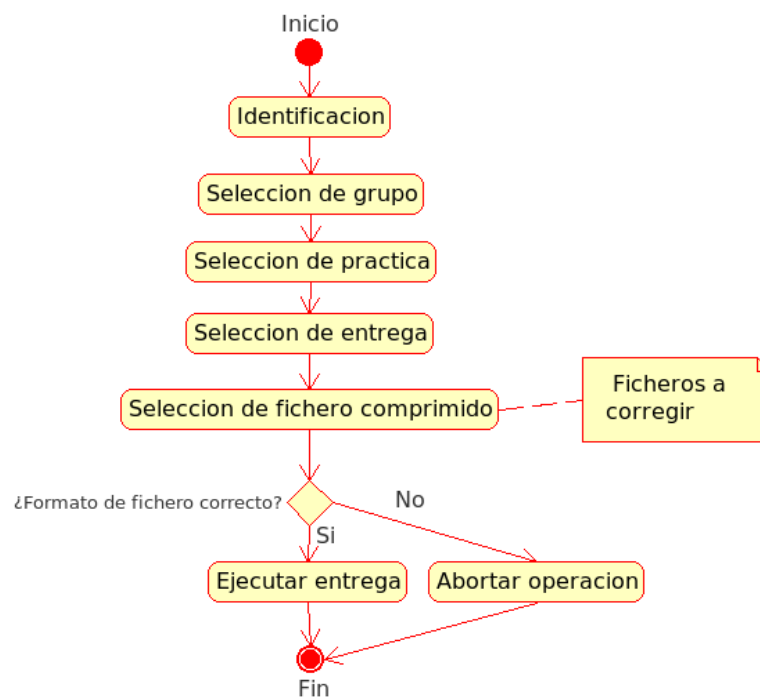 Inicio
Identificacion
Seleccion de grupo
Seleccion de practica
Seleccion de entrega
Seleccion de fichero comprimido
Ficheros a
corregir
¿Formato de fichero correcto?
No
Si
Ejecutar entrega
Abortar operacion
Fin